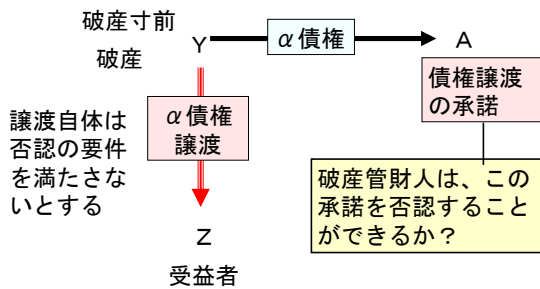 破産寸前
破産
Y
α債権
A
債権譲渡
の承諾
譲渡自体は
否認の要件
を満たさな
いとする
α債権
譲渡
破産管財人は、この
承諾を否認すること
ができるか？
Z
受益者